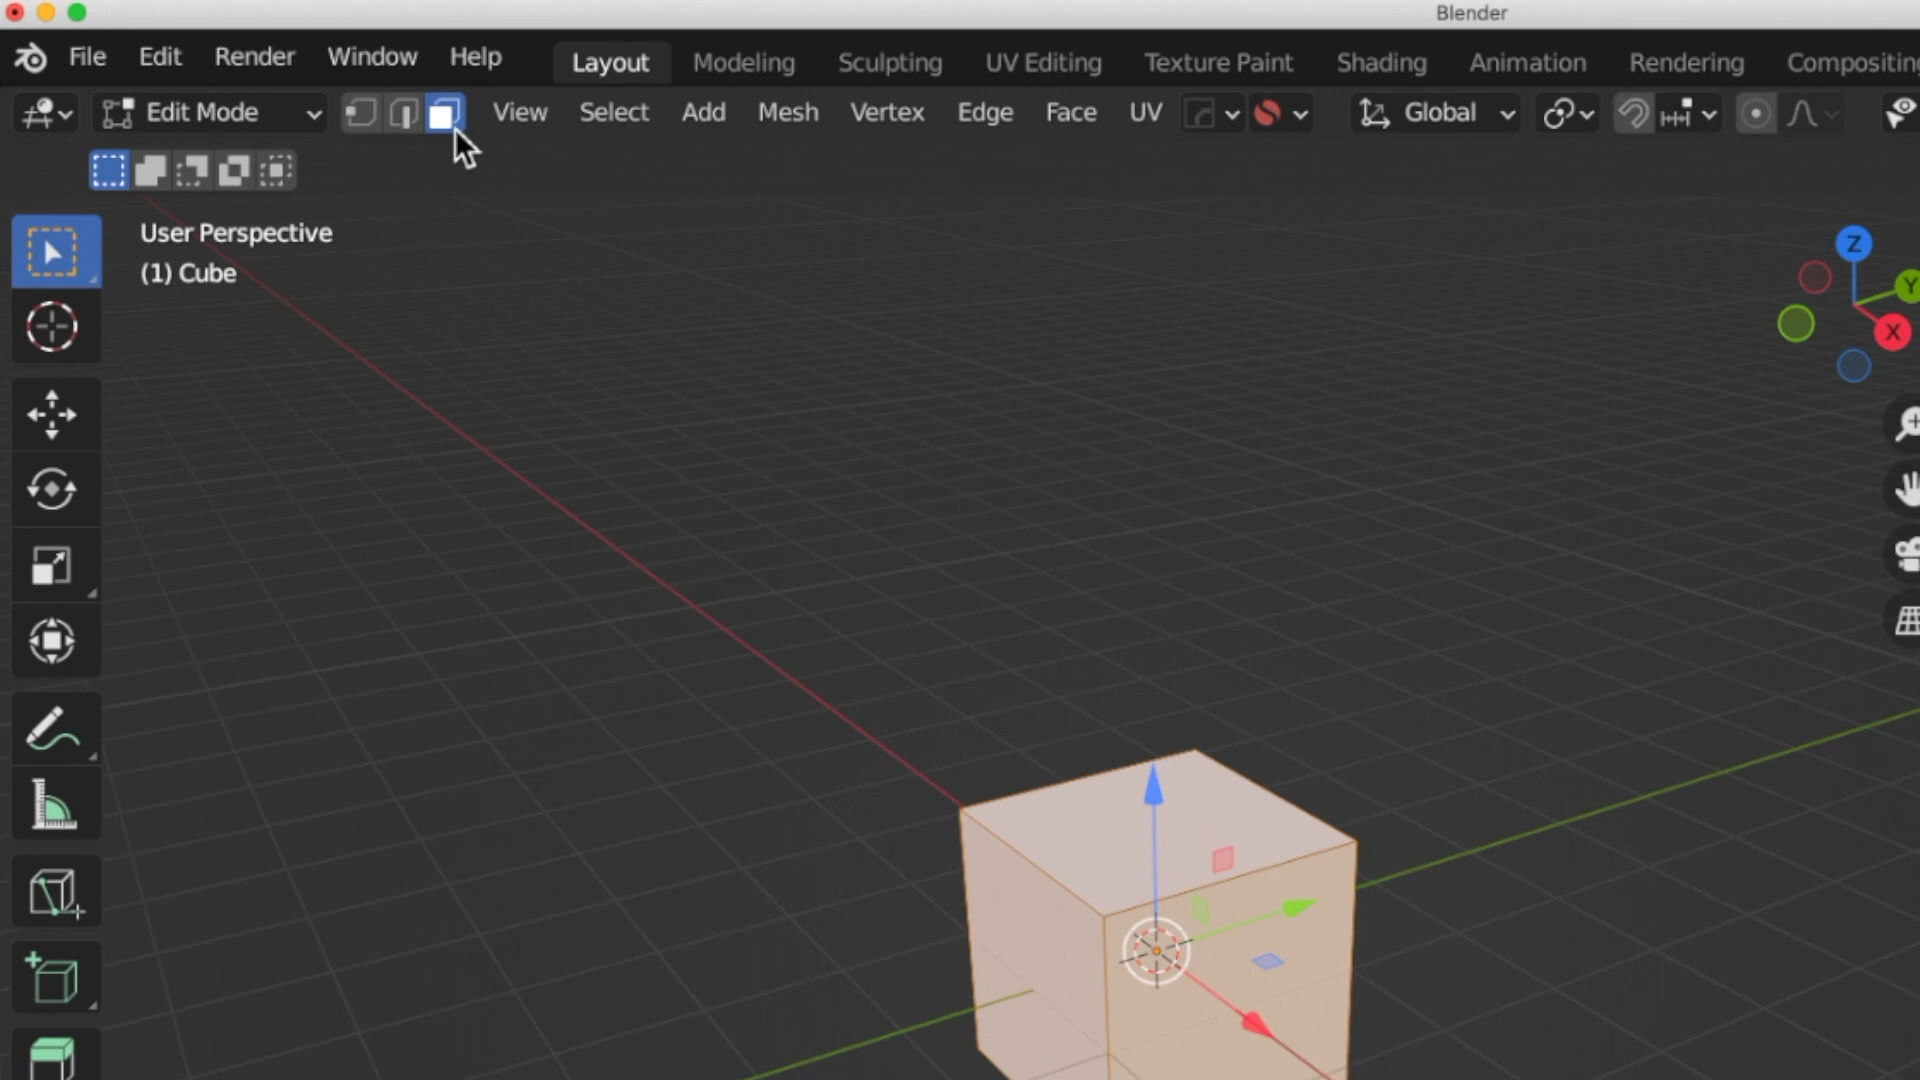 Blender
File Edit Render Window Help Layout Modeling Sculpting UV Editing Texture Paint Shading Animation Rendering Compositing
Edit Mode View Select Add Mesh Vertex Edge Face UV Global
User Perspective
(1) Cube
Z
Y
X